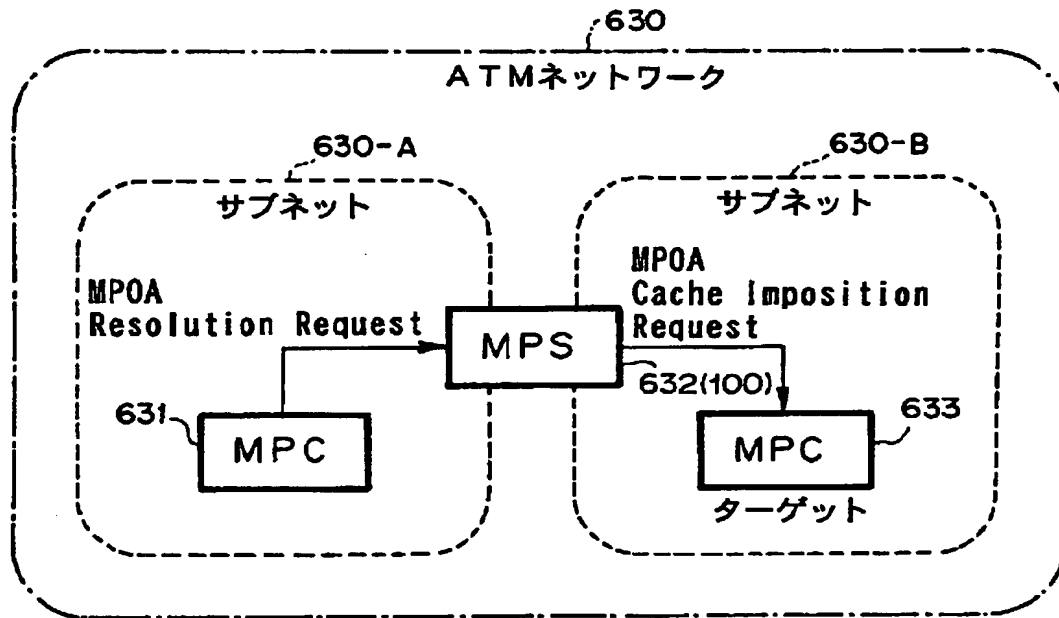 630
ATMネットワーク
630-A
630-B
サブネット
サブネット
MPOA
Resolution Request
MPOA
Cache Imposition
Request
MPS
632(100)
631
MPC
633
MPC
ターゲット